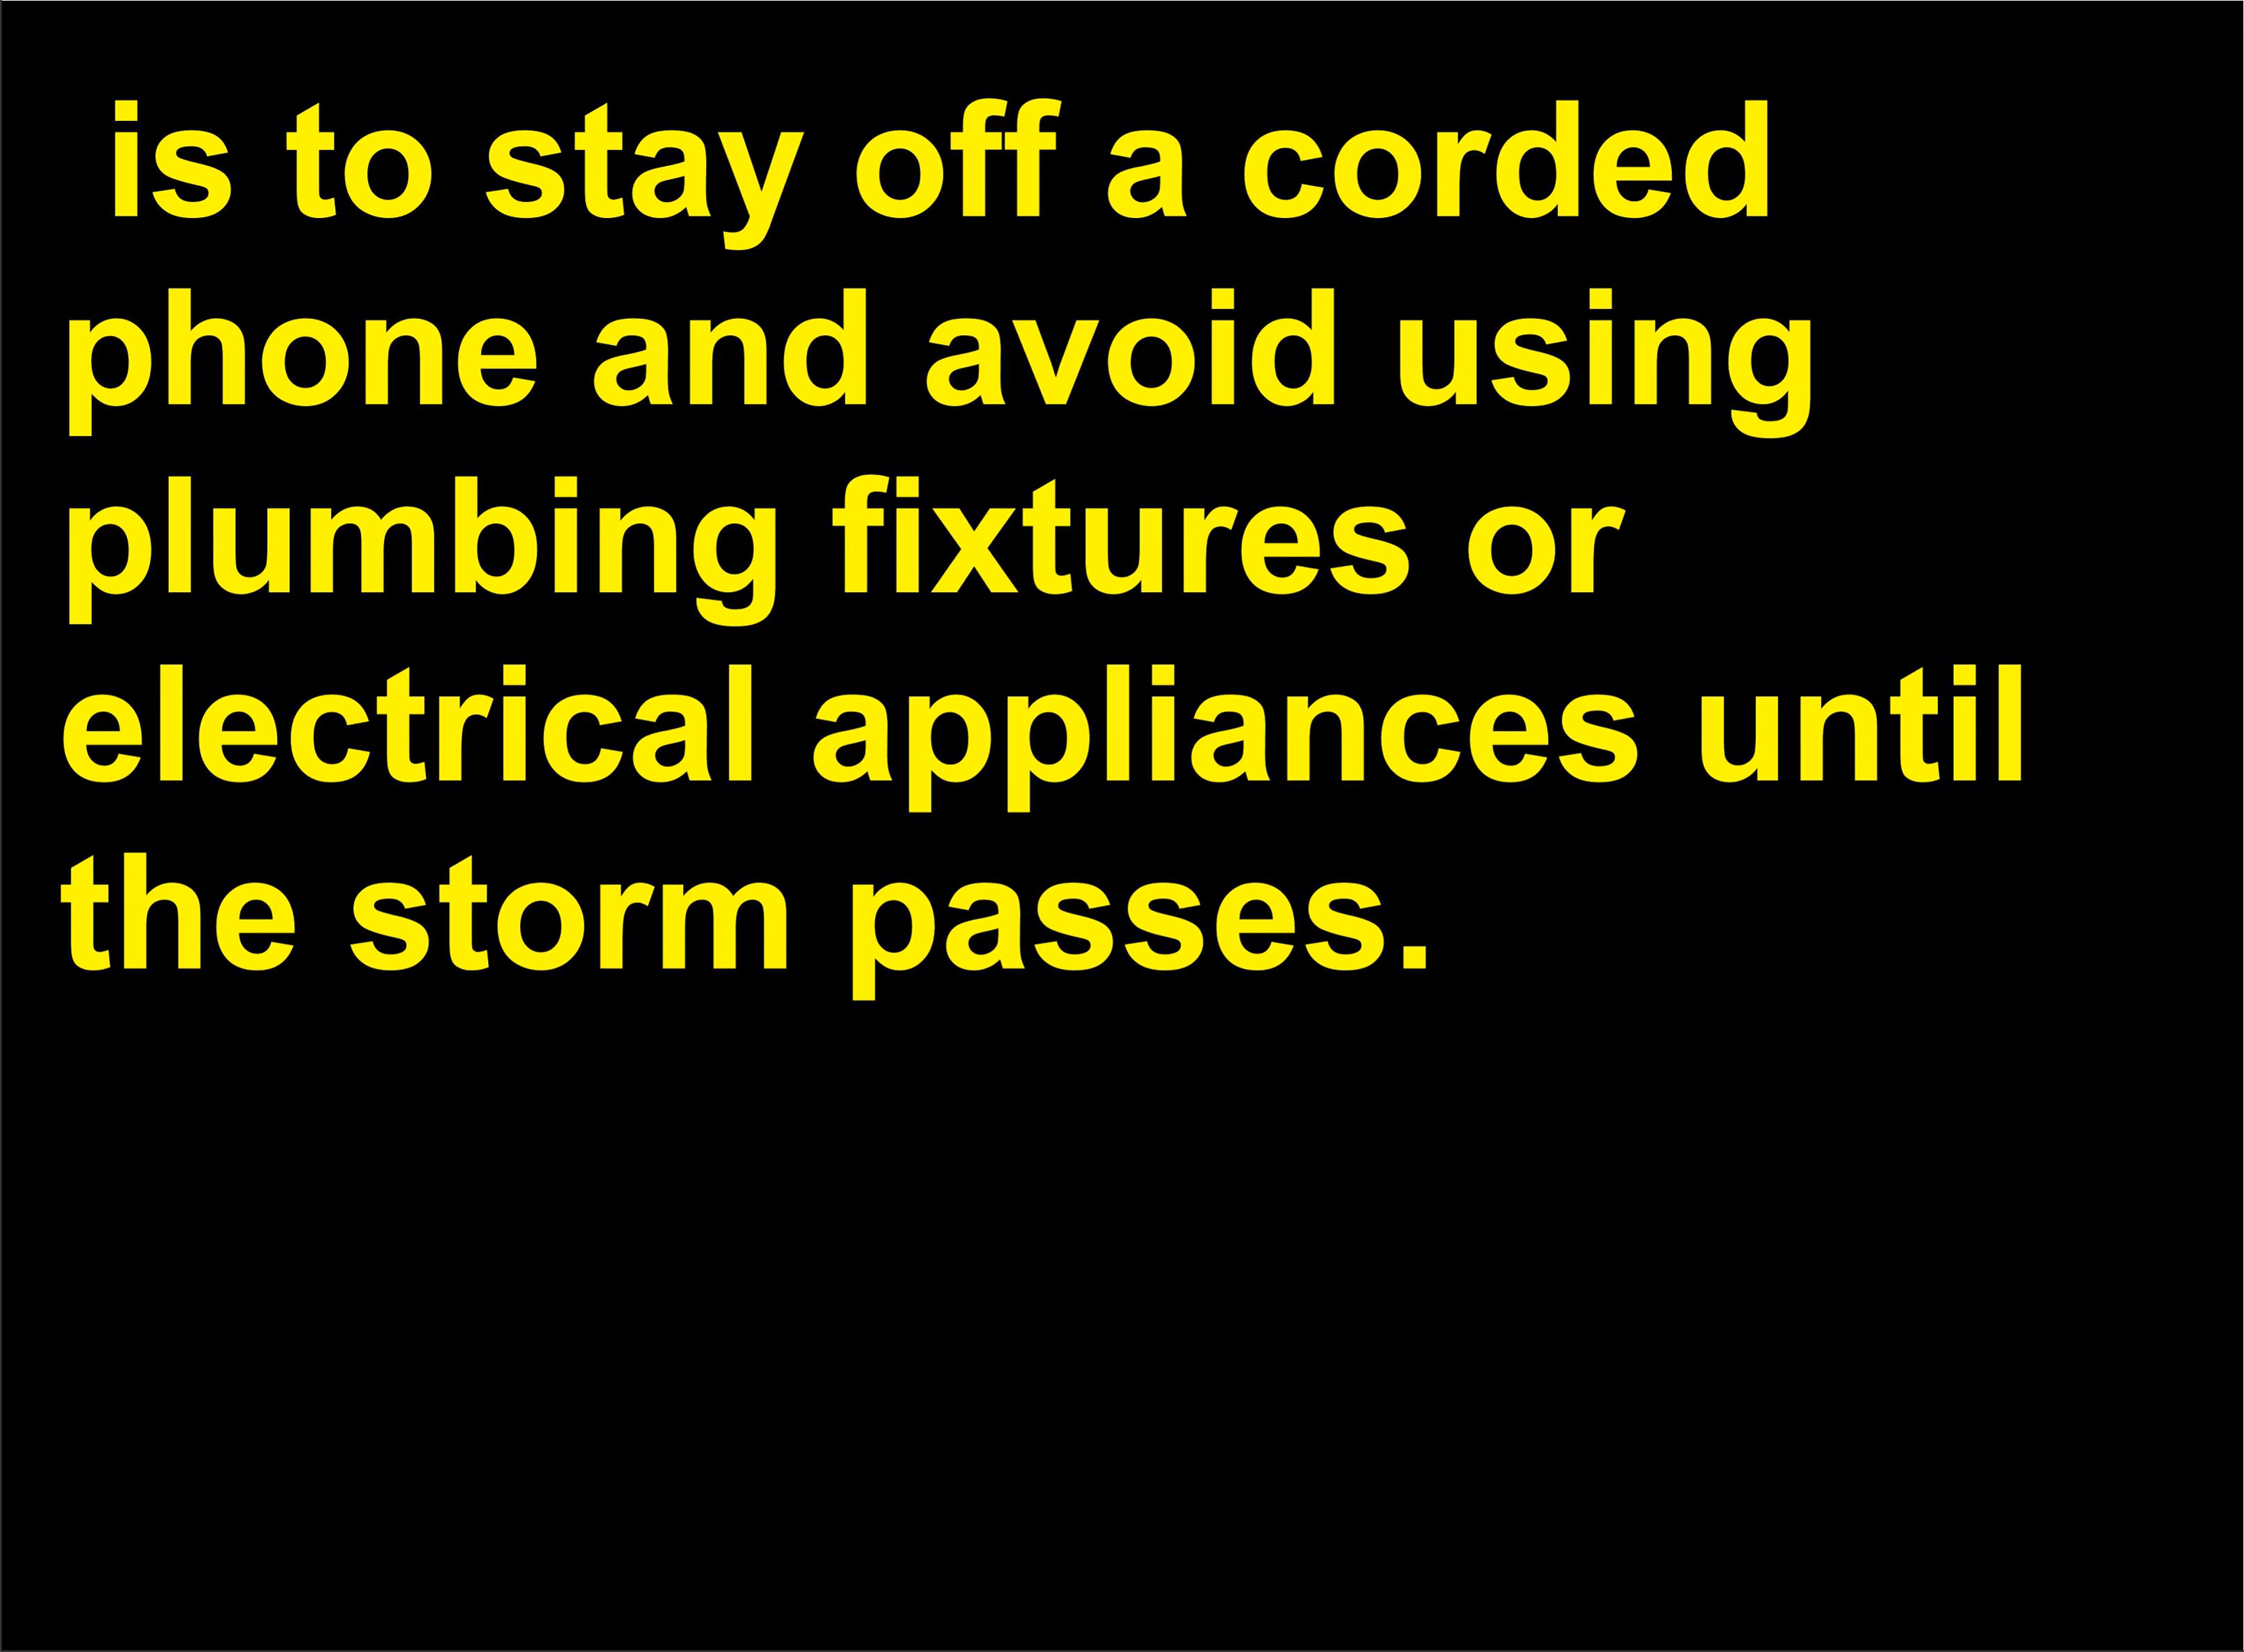 is to stay off a corded
phone and avoid using
plumbing fixtures or
electrical appliances until
the storm passes.